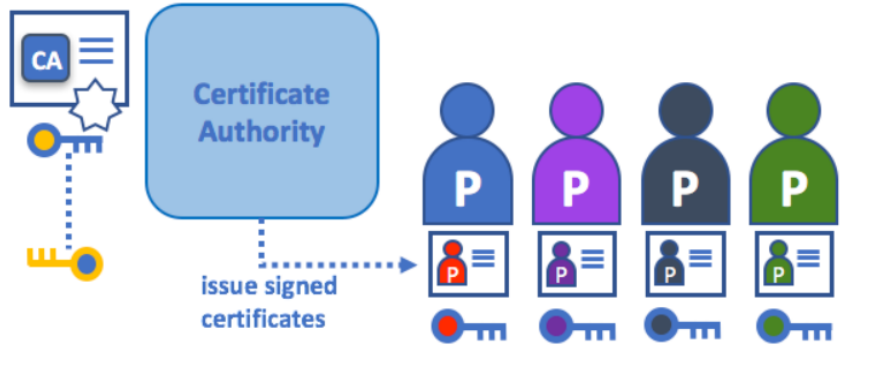 CA
Certificate
Authority
P P P P
P P P P
issue signed
certificates